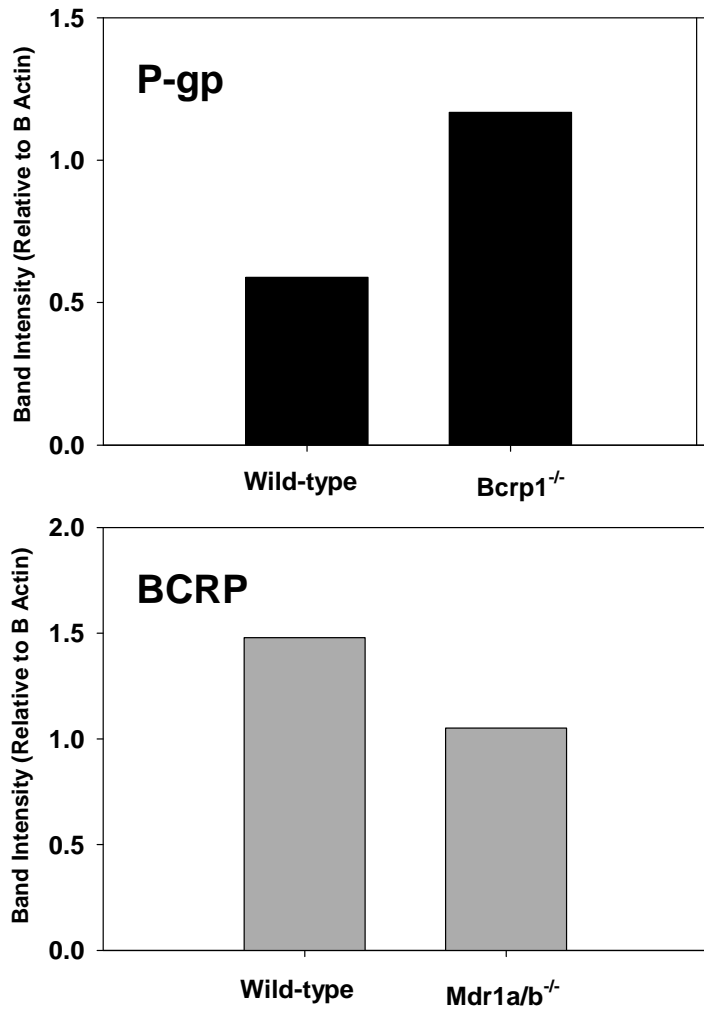 1.5
P-gp
1.0
0.5
0.0
Band Intensity (Relative to B Actin)
Wild-type Bcrp1-/-
2.0
BCRP
1.5
1.0
0.5
0.0
Band Intensity (Relative to B Actin)
Wild-type Mdr1a/b-/-